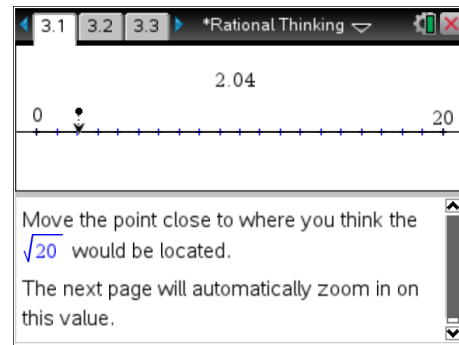 3.1 3.2 3.3 *Rational Thinking
2.04
0 20
Move the point close to where you think the
√20 would be located.
The next page will automatically zoom in on
this value.